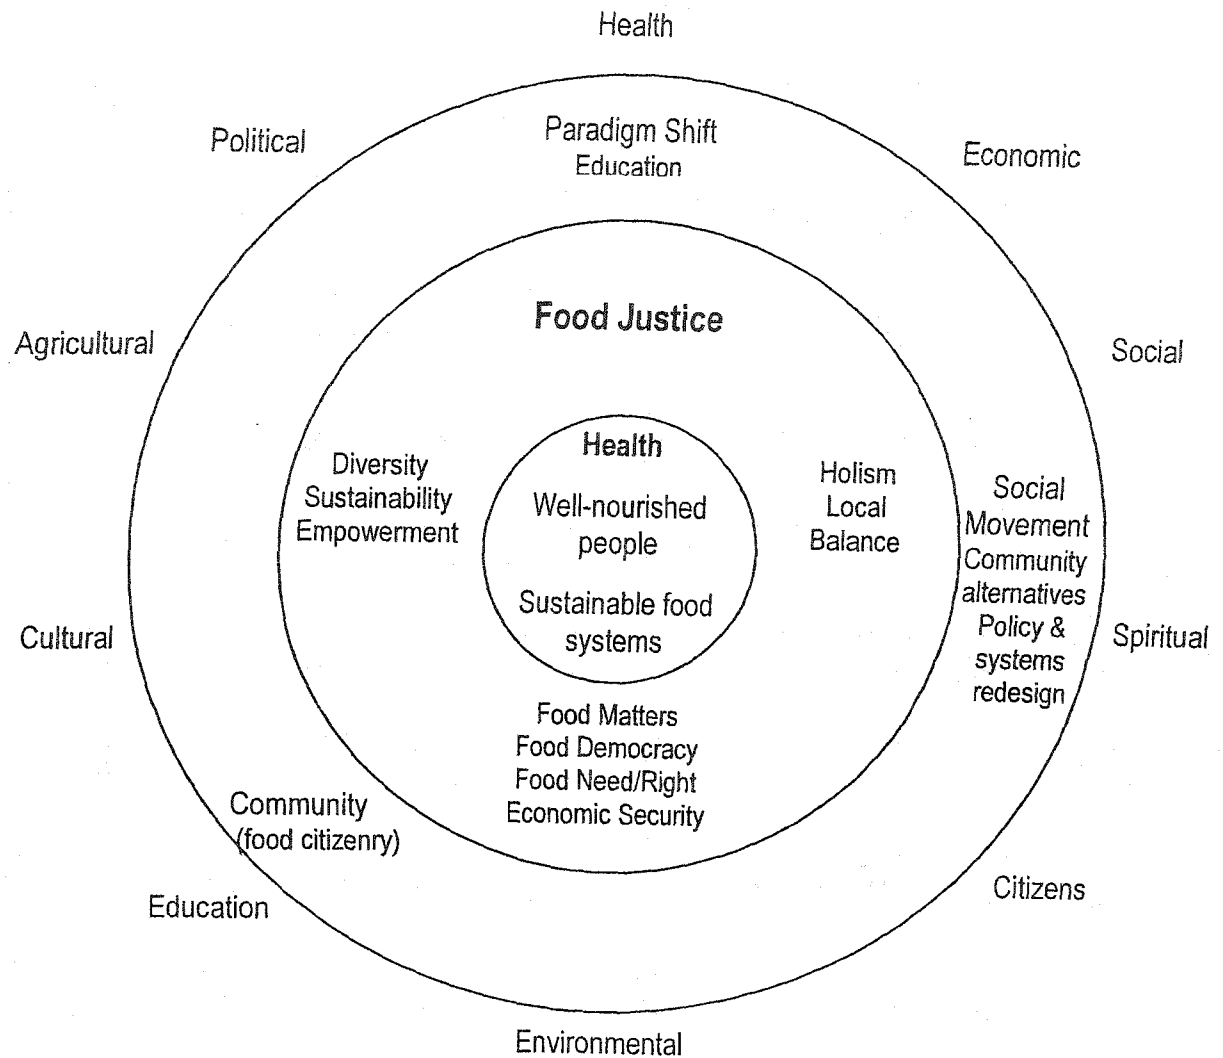 Health
Political
Economic
Paradigm Shift
Education
Agricultural
Social
Food Justice
Health
Well-nourished
people
Sustainable food
systems
Diversity
Sustainability
Empowerment
Holism
Local
Balance
Social
Movement
Community
alternatives
Policy &
systems
redesign
Cultural
Spiritual
Food Matters
Food Democracy
Food Need/Right
Economic Security
Community
(food citizenry)
Education
Citizens
Environmental